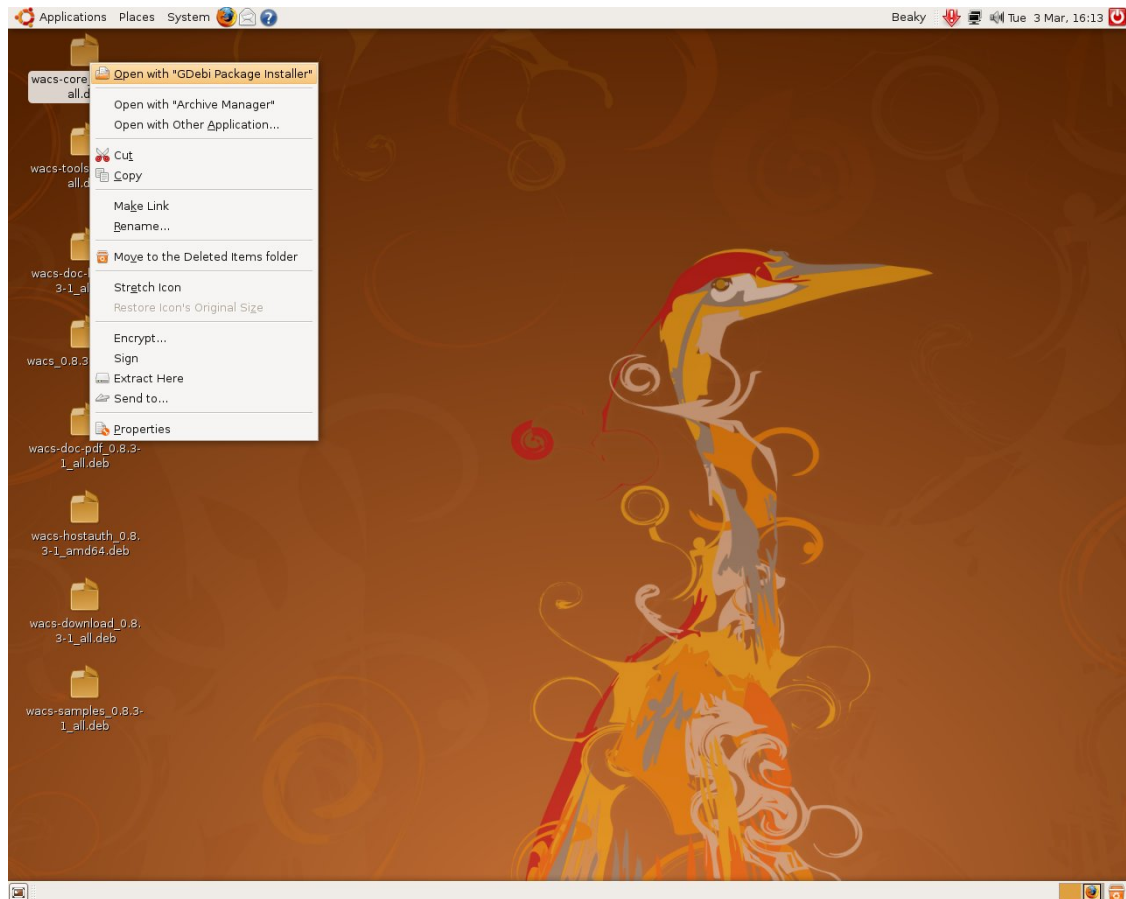 Applications Places System Beaky Tue 3 Mar, 16:13
wacs-core
all.d
Open with "GDebi Package Installer"
Open with "Archive Manager"
Open with Other Application...
Cut
Copy
Make Link
Rename...
Move to the Deleted Items folder
Stretch Icon
Restore Icon's Original Size
Encrypt...
Sign
Extract Here
Send to...
Properties
wacs-tools
all.d
wacs-doc-
3-1_al
wacs_0.8.3
wacs-doc-pdf_0.8.3-
1_all.deb
wacs-hostauth_0.8.
3-1_amd64.deb
wacs-download_0.8.
3-1_all.deb
wacs-samples_0.8.3-
1_all.deb